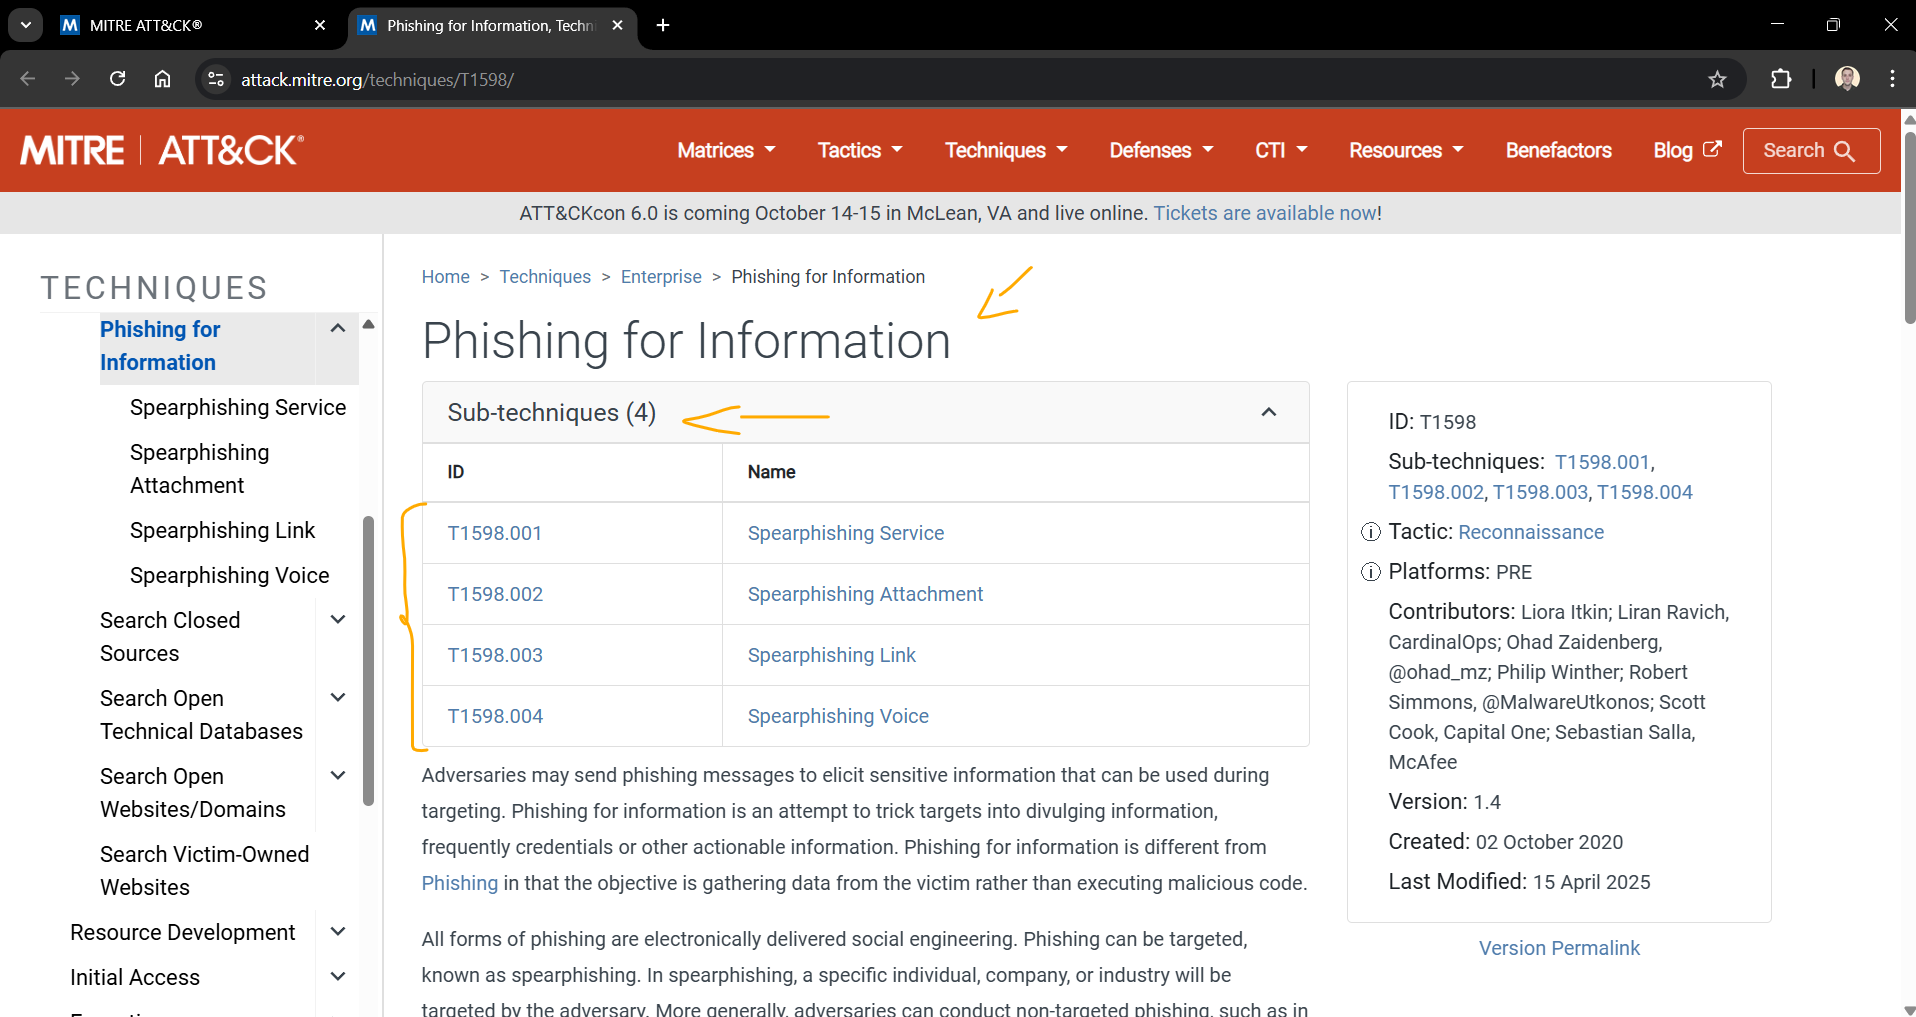 MITRE ATT&CK®
Phishing for Information, Techni
attack.mitre.org/techniques/T1598/
MITRE | ATT&CK®
Matrices
Tactics
Techniques
Defenses
CTI
Resources
Benefactors
Blog
Search
ATT&CKcon 6.0 is coming October 14-15 in McLean, VA and live online. Tickets are available now!
TECHNIQUES
Phishing for
Information
Spearphishing Service
Spearphishing
Attachment
Spearphishing Link
Spearphishing Voice
Search Closed
Sources
Search Open
Technical Databases
Search Open
Websites/Domains
Search Victim-Owned
Websites
Resource Development
Initial Access
Home > Techniques > Enterprise > Phishing for Information
Phishing for Information
Sub-techniques (4)
ID Name
T1598.001 Spearphishing Service
T1598.002 Spearphishing Attachment
T1598.003 Spearphishing Link
T1598.004 Spearphishing Voice
Adversaries may send phishing messages to elicit sensitive information that can be used during
targeting. Phishing for information is an attempt to trick targets into divulging information,
frequently credentials or other actionable information. Phishing for information is different from
Phishing in that the objective is gathering data from the victim rather than executing malicious code.
All forms of phishing are electronically delivered social engineering. Phishing can be targeted,
known as spearphishing. In spearphishing, a specific individual, company, or industry will be
targeted by the adversary. More generally, adversaries can conduct non-targeted phishing, such as in
ID: T1598
Sub-techniques: T1598.001,
T1598.002, T1598.003, T1598.004
Tactic: Reconnaissance
Platforms: PRE
Contributors: Liora Itkin; Liran Ravich,
CardinalOps; Ohad Zaidenberg,
@ohad_mz; Philip Winther; Robert
Simmons, @MalwareUtkonos; Scott
Cook, Capital One; Sebastian Salla,
McAfee
Version: 1.4
Created: 02 October 2020
Last Modified: 15 April 2025
Version Permalink